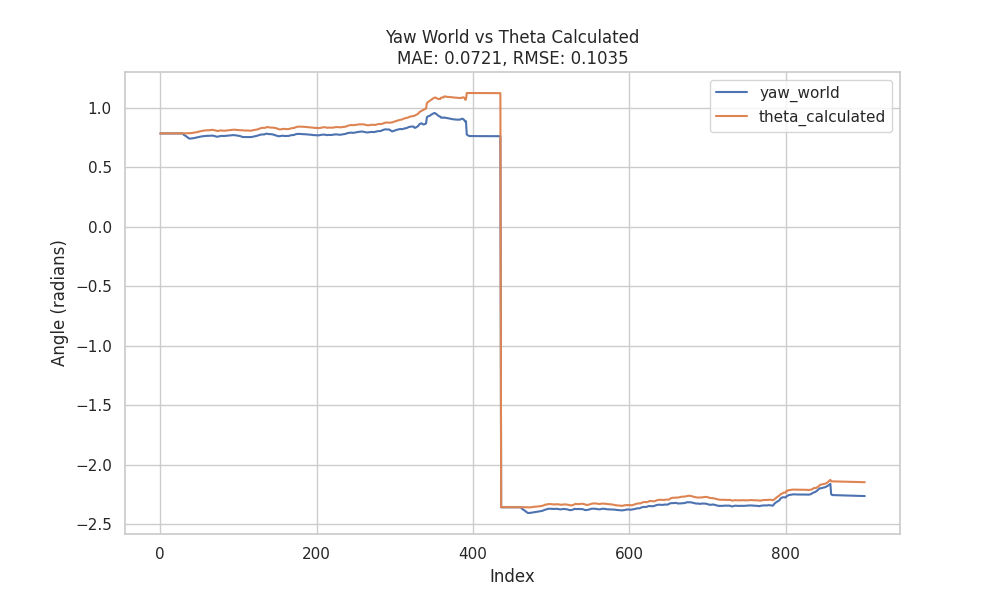 Yaw World vs Theta Calculated
MAE: 0.0721, RMSE: 0.1035
yaw_world
theta_calculated
Angle (radians)
1.0
0.5
0.0
−0.5
−1.0
−1.5
−2.0
−2.5
0 200 400 600 800
Index